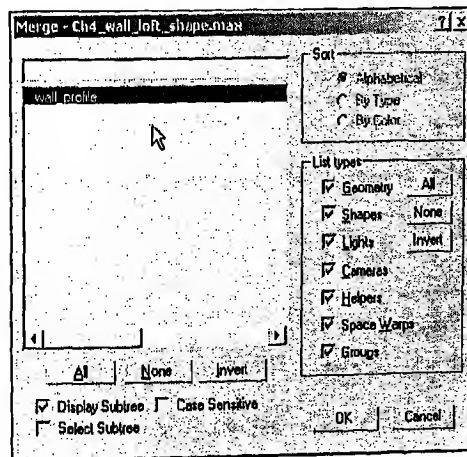 Merge - Ch4_wall_loft_shape.max
wall_profile
All None Invert
Display Subtree Case Sensitive
Select Subtree
Sort
Alphabetical
By Type
By Color
List types
Geometry All
Shapes None
Lights Invert
Cameras
Helpers
Space Warps
Groups
OK Cancel